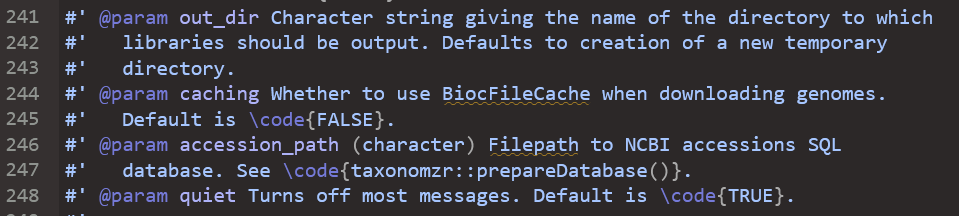 241 #' @param out_dir Character string giving the name of the directory to which
242 #'   libraries should be output. Defaults to creation of a new temporary
243 #'   directory.
244 #' @param caching Whether to use BiocFileCache when downloading genomes.
245 #'   Default is \code{FALSE}.
246 #' @param accession_path (character) Filepath to NCBI accessions SQL
247 #'   database. See \code{taxonomzr::prepareDatabase()}.
248 #' @param quiet Turns off most messages. Default is \code{TRUE}.